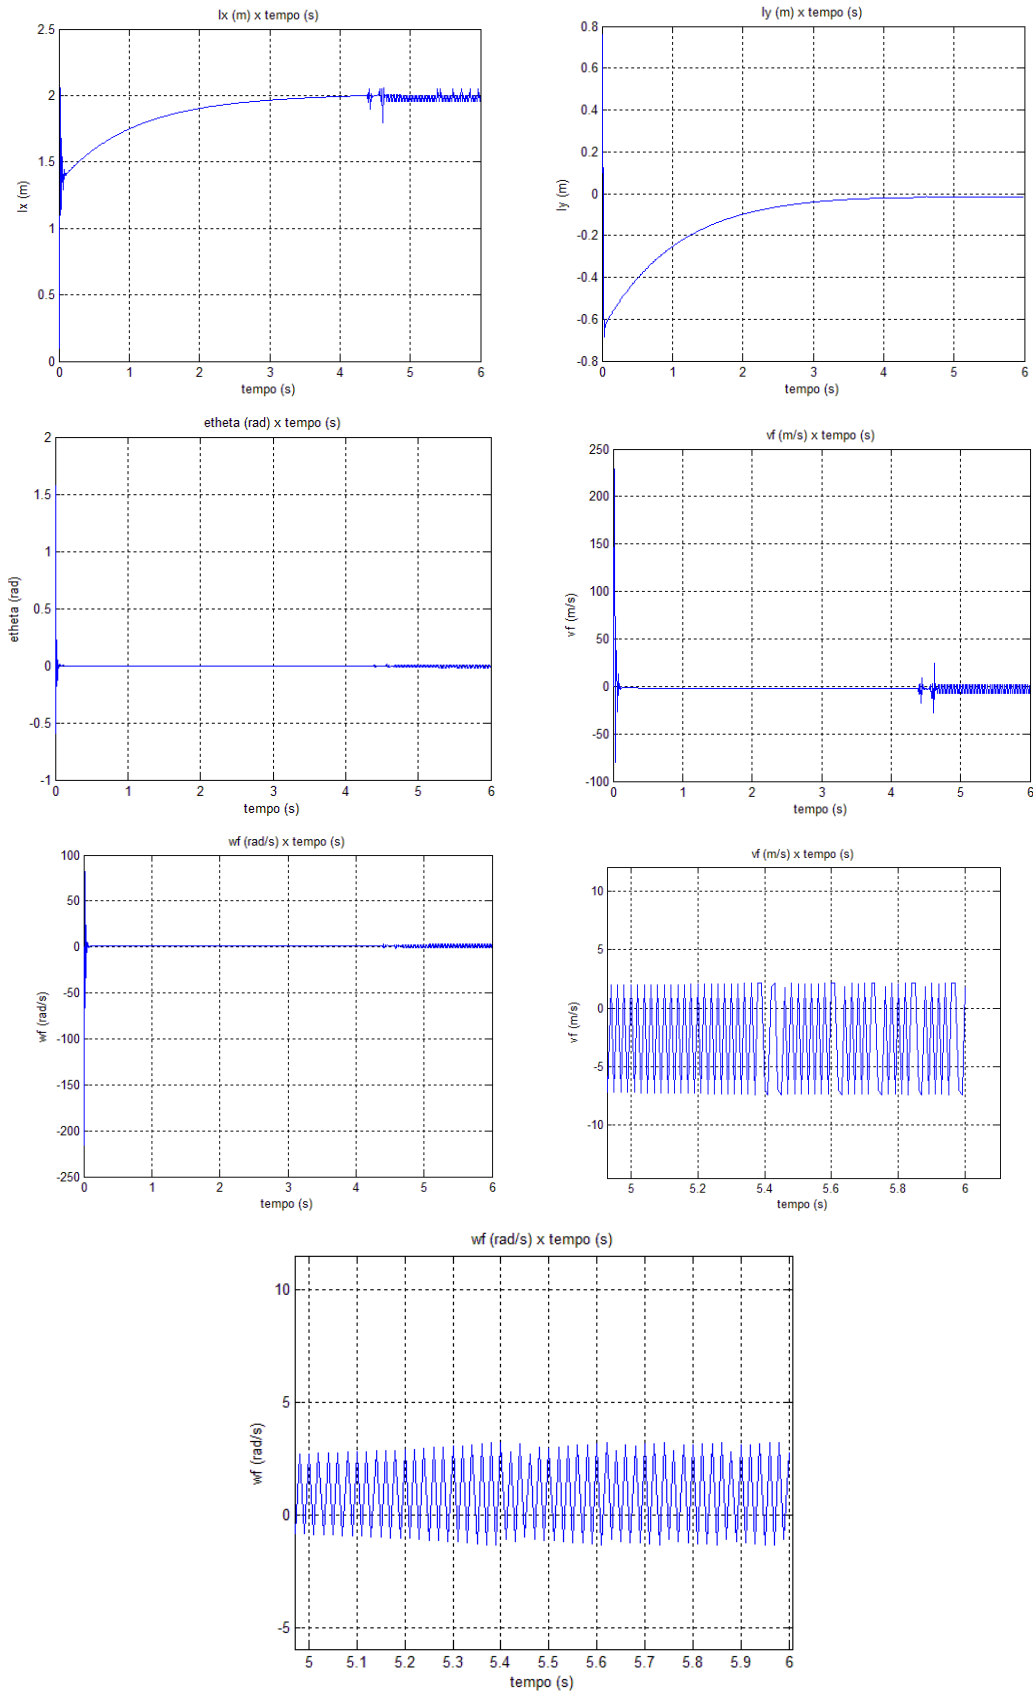 lx (m) x tempo (s)
2.5
2
1.5
1
0.5
0
lx (m)
0 1 2 3 4 5 6
tempo (s)
ly (m) x tempo (s)
0.8
0.6
0.4
0.2
0
-0.2
-0.4
-0.6
-0.8
ly (m)
0 1 2 3 4 5 6
tempo (s)
etheta (rad) x tempo (s)
2
1.5
1
0.5
0
-0.5
-1
etheta (rad)
0 1 2 3 4 5 6
tempo (s)
vf (m/s) x tempo (s)
250
200
150
100
50
0
-50
-100
vf (m/s)
0 1 2 3 4 5 6
tempo (s)
wf (rad/s) x tempo (s)
100
50
0
-50
-100
-150
-200
-250
wf (rad/s)
0 1 2 3 4 5 6
tempo (s)
vf (m/s) x tempo (s)
10
5
0
-5
-10
vf (m/s)
5 5.2 5.4 5.6 5.8 6
tempo (s)
wf (rad/s) x tempo (s)
10
5
0
-5
wf (rad/s)
5 5.1 5.2 5.3 5.4 5.5 5.6 5.7 5.8 5.9 6
tempo (s)